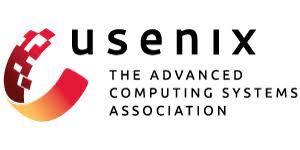 usenix
THE ADVANCED
COMPUTING SYSTEMS
ASSOCIATION